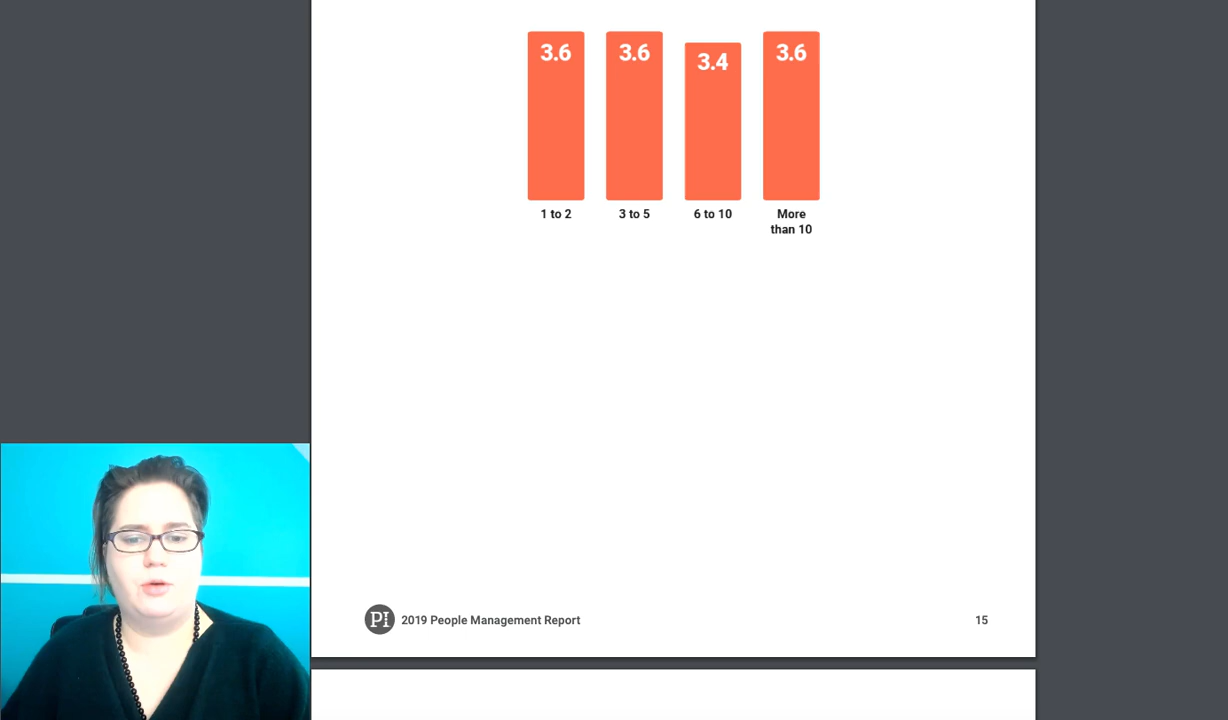 3.6 3.6 3.4 3.6
1 to 2 3 to 5 6 to 10 More
than 10
PI 2019 People Management Report 15